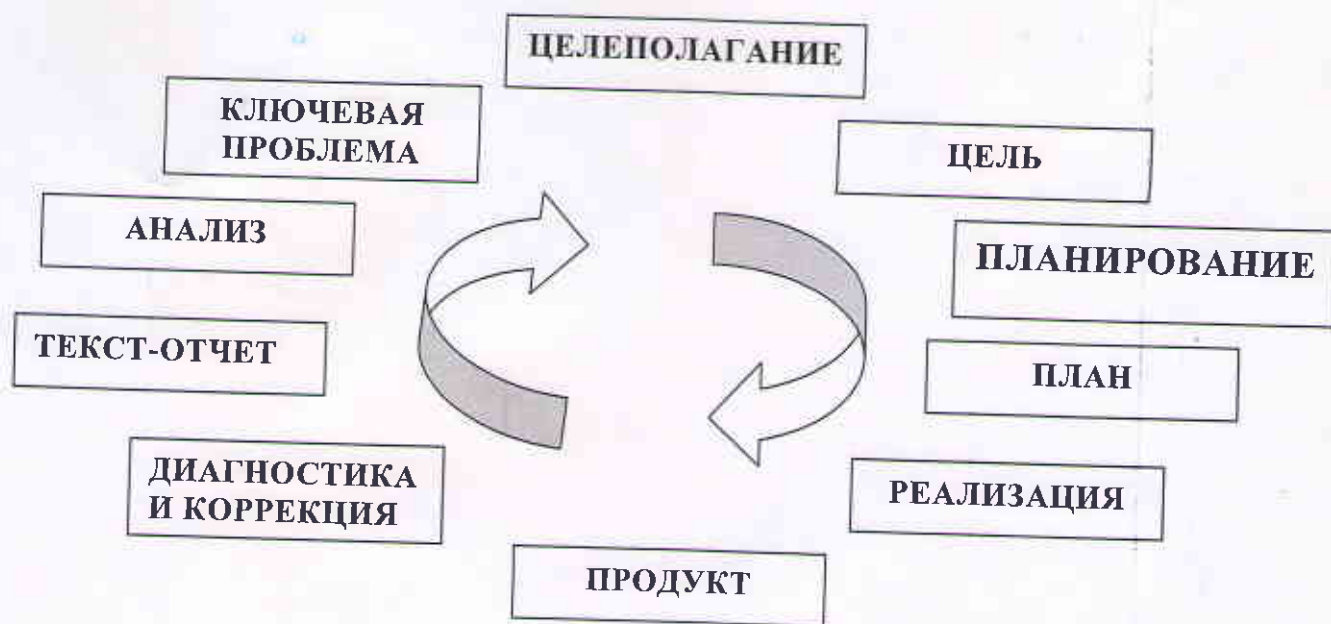 ЦЕЛЕПОЛАГАНИЕ
КЛЮЧЕВАЯ
ПРОБЛЕМА
ЦЕЛЬ
АНАЛИЗ
ПЛАНИРОВАНИЕ
ТЕКСТ-ОТЧЕТ
ПЛАН
ДИАГНОСТИКА
И КОРРЕКЦИЯ
РЕАЛИЗАЦИЯ
ПРОДУКТ